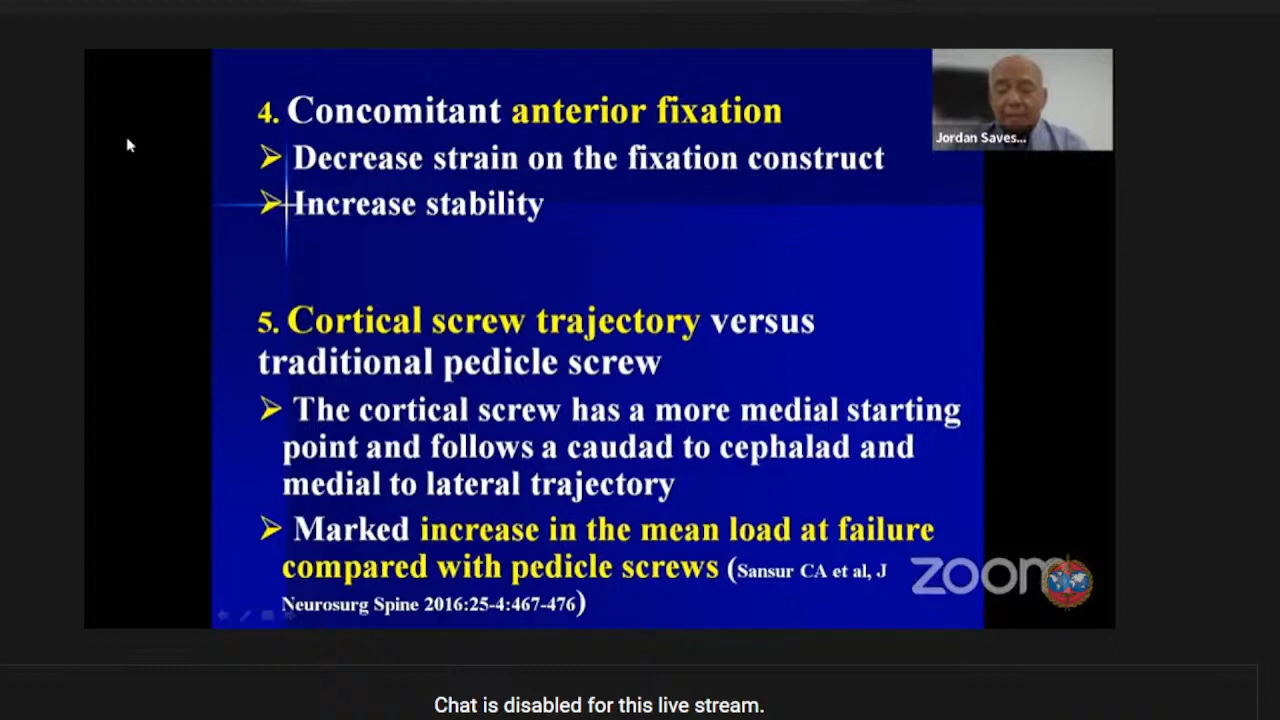 4. Concomitant anterior fixation
➢ Decrease strain on the fixation construct
➢ Increase stability
Jordan Saves...
5. Cortical screw trajectory versus
traditional pedicle screw
➢ The cortical screw has a more medial starting
point and follows a caudad to cephalad and
medial to lateral trajectory
➢ Marked increase in the mean load at failure
compared with pedicle screws (Sansur CA et al, J
Neurosurg Spine 2016:25-4:467-476)
zoom
Chat is disabled for this live stream.